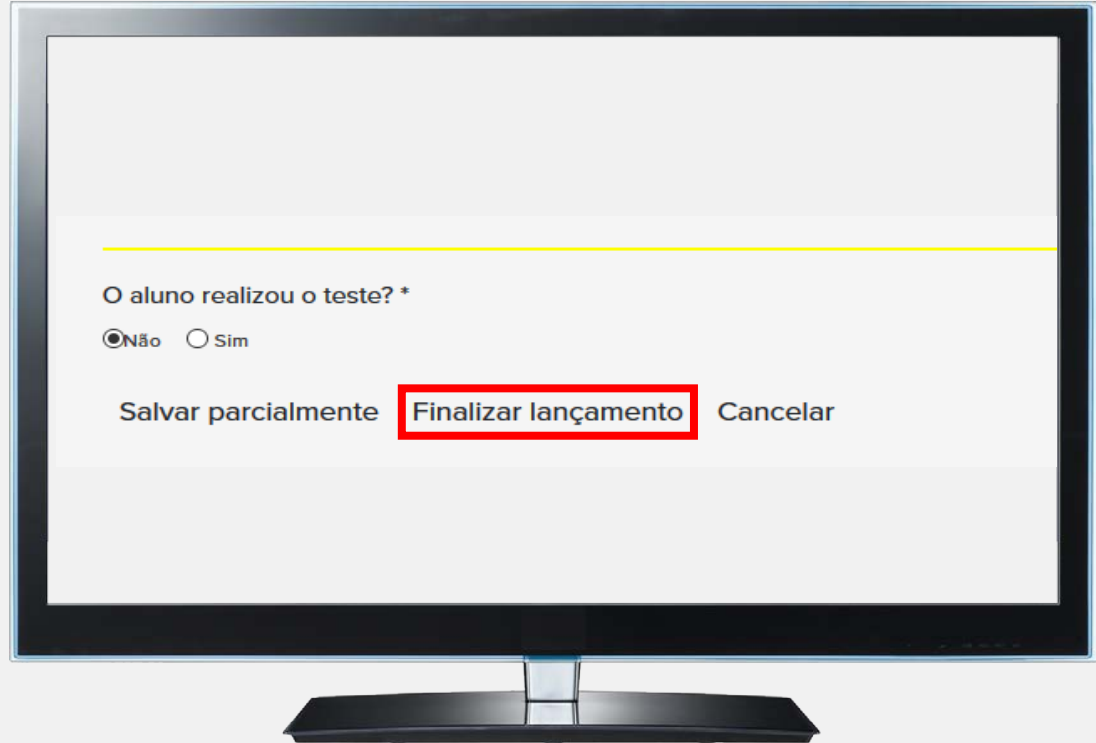 O aluno realizou o teste? *
Não Sim
Salvar parcialmente Finalizar lançamento Cancelar